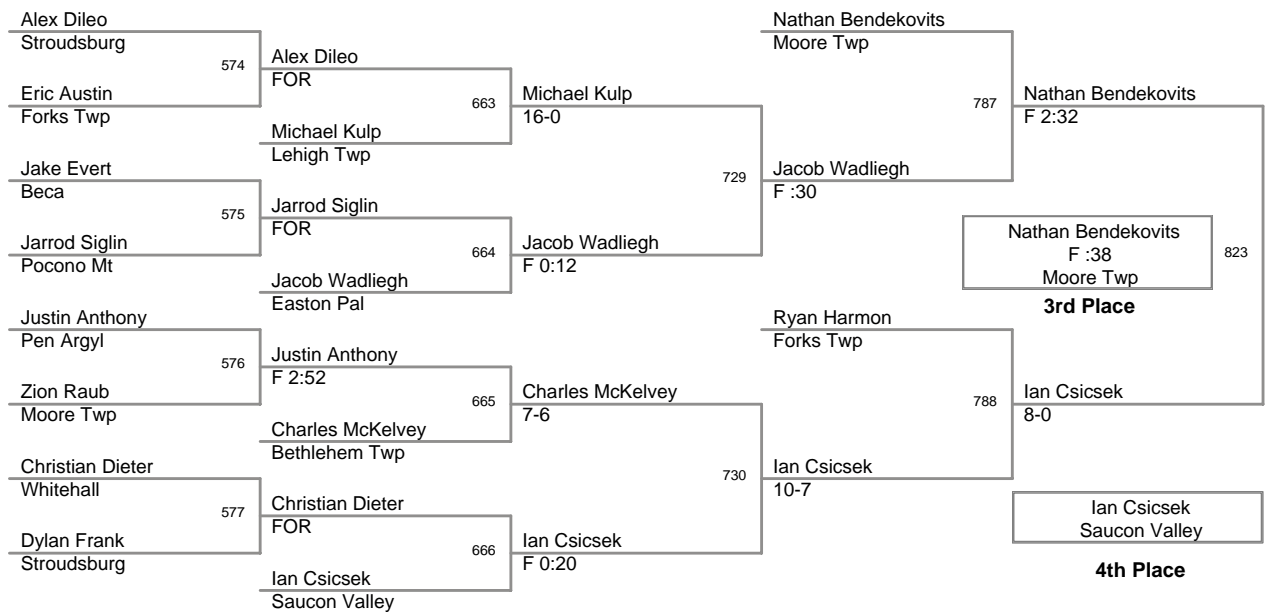 Alex Dileo
Stroudsburg
574
Eric Austin
Forks Twp
Jake Evert
Beca
575
Jarrod Siglin
Pocono Mt
Justin Anthony
Pen Argyl
576
Zion Raub
Moore Twp
Christian Dieter
Whitehall
577
Dylan Frank
Stroudsburg
Alex Dileo
FOR
663
Michael Kulp
Lehigh Twp
Jarrod Siglin
FOR
664
Jacob Wadliegh
Easton Pal
Justin Anthony
F 2:52
665
Charles McKelvey
Bethlehem Twp
Christian Dieter
FOR
666
Ian Csicsek
Saucon Valley
Michael Kulp
16-0
729
Jacob Wadliegh
F 0:12
Charles McKelvey
7-6
730
Ian Csicsek
F 0:20
Nathan Bendekovits
Moore Twp
787
Jacob Wadliegh
F :30
Ryan Harmon
Forks Twp
788
Ian Csicsek
10-7
Nathan Bendekovits
F 2:32
823
Nathan Bendekovits
F :38
Moore Twp
3rd Place
Ian Csicsek
8-0
Ian Csicsek
Saucon Valley
4th Place